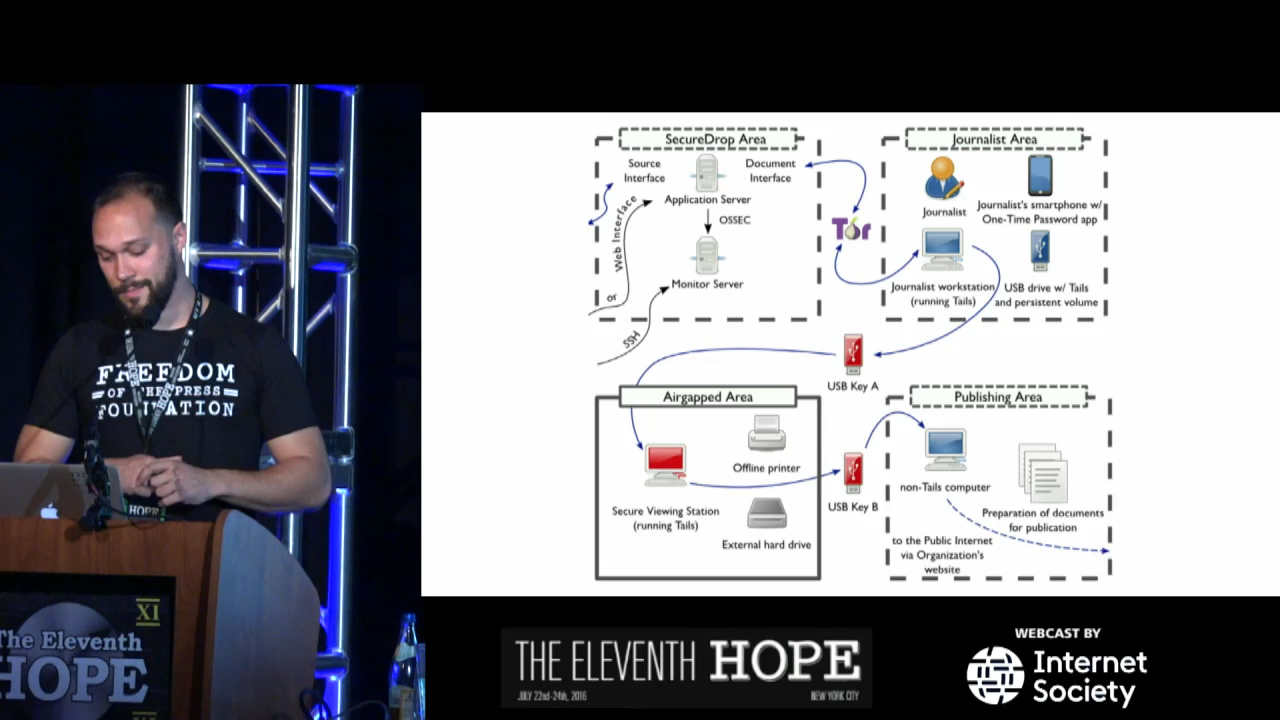 FREEDOM
OF THE PRESS
FOUNDATION
HOPE
XI
The Eleventh
HOPE
SecureDrop Area
Source
Interface
Document
Interface
Application Server
OSSEC
Monitor Server
Web Interface
or
SSH
Tor
Journalist Area
Journalist
Journalist's smartphone w/
One-Time Password app
Journalist workstation
(running Tails)
USB drive w/ Tails
and persistent volume
USB Key A
Airgapped Area
Offline printer
Secure Viewing Station
(running Tails)
External hard drive
USB Key B
Publishing Area
non-Tails computer
Preparation of documents
for publication
to the Public Internet
via Organization's
website
THE ELEVENTH HOPE
JULY 22nd-24th, 2016
NEW YORK CITY
WEBCAST BY
Internet
Society